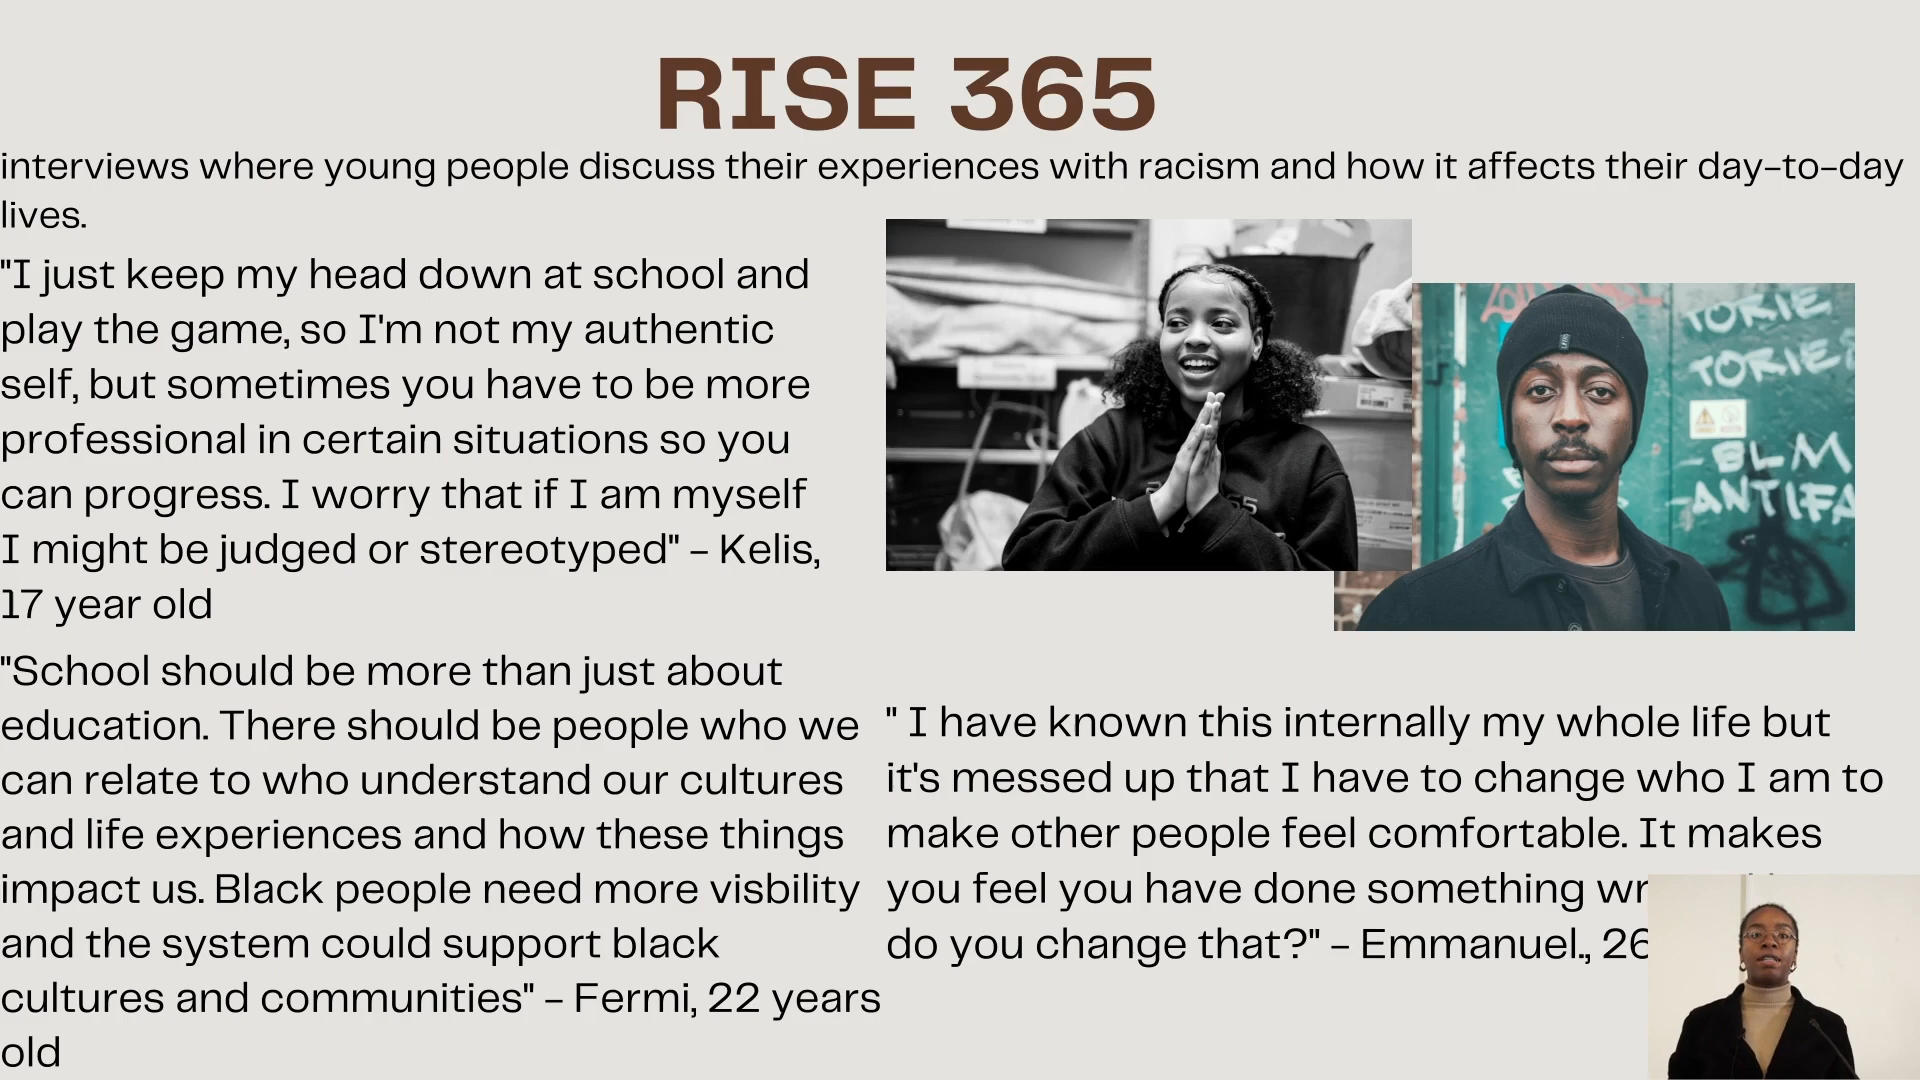 RISE 365
interviews where young people discuss their experiences with racism and how it affects their day-to-day
lives.
"I just keep my head down at school and
play the game, so I'm not my authentic
self, but sometimes you have to be more
professional in certain situations so you
can progress. I worry that if I am myself
I might be judged or stereotyped" - Kelis,
17 year old
"School should be more than just about
education. There should be people who we
can relate to who understand our cultures
and life experiences and how these things
impact us. Black people need more visbility
and the system could support black
cultures and communities" - Fermi, 22 years
old
TORIE
TORIE
-BLM
ANTIFA
" I have known this internally my whole life but
it's messed up that I have to change who I am to
make other people feel comfortable. It makes
you feel you have done something
do you change that?" - Emmanuel., 26